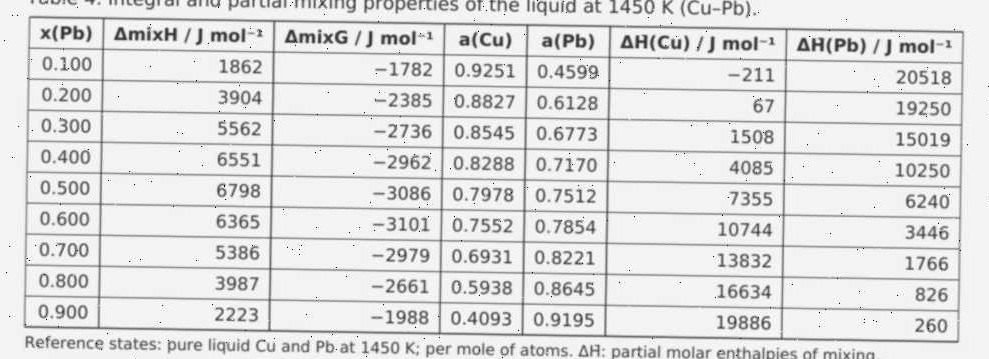 Table 4. Integral and partial mixing properties of the liquid at 1450 K (Cu–Pb).
x(Pb) ΔmixH / J mol⁻¹ ΔmixG / J mol⁻¹ a(Cu) a(Pb) ΔH(Cu) / J mol⁻¹ ΔH(Pb) / J mol⁻¹
0.100 1862 −1782 0.9251 0.4599 −211 20518
0.200 3904 −2385 0.8827 0.6128 67 19250
0.300 5562 −2736 0.8545 0.6773 1508 15019
0.400 6551 −2962 0.8288 0.7170 4085 10250
0.500 6798 −3086 0.7978 0.7512 7355 6240
0.600 6365 −3101 0.7552 0.7854 10744 3446
0.700 5386 −2979 0.6931 0.8221 13832 1766
0.800 3987 −2661 0.5938 0.8645 16634 826
0.900 2223 −1988 0.4093 0.9195 19886 260
Reference states: pure liquid Cu and Pb at 1450 K; per mole of atoms. ΔH: partial molar enthalpies of mixing.